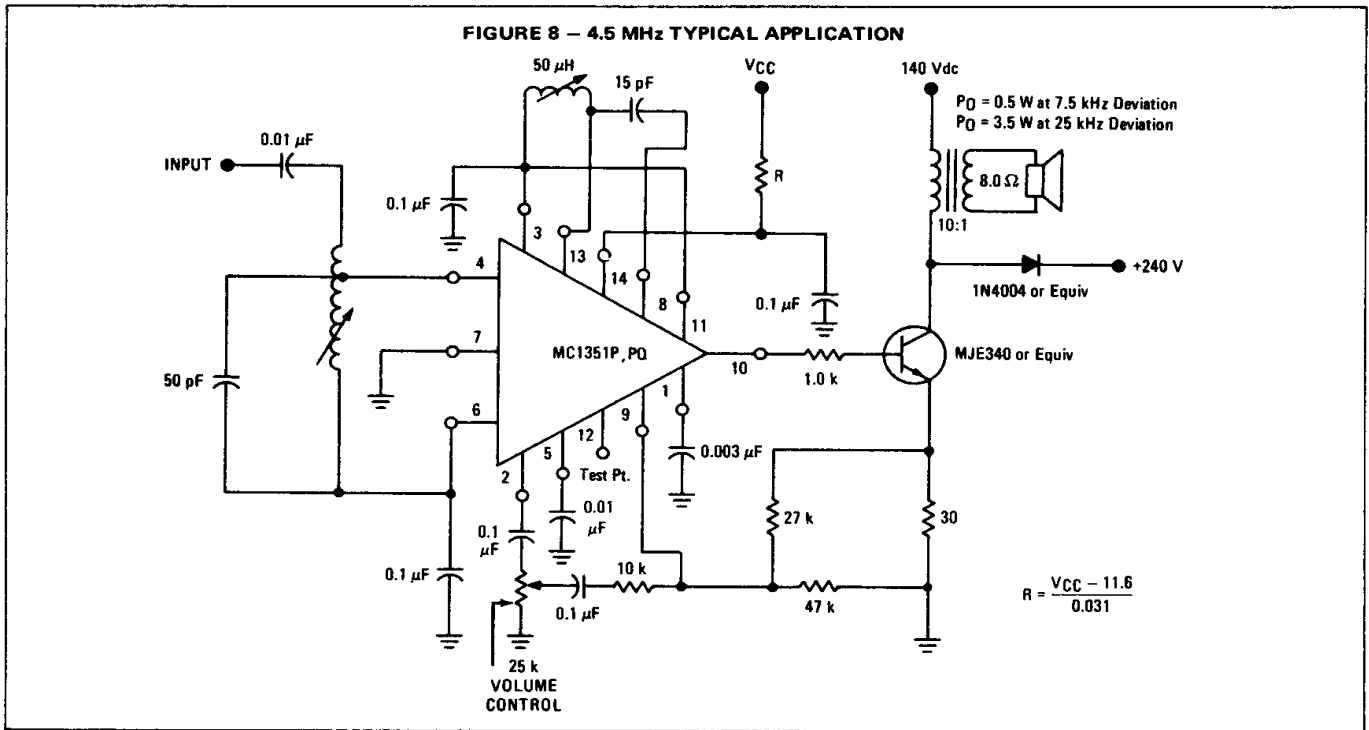 FIGURE 8 – 4.5 MHz TYPICAL APPLICATION
50 μH
15 pF
VCC
140 Vdc
PO = 0.5 W at 7.5 kHz Deviation
PO = 3.5 W at 25 kHz Deviation
0.01 μF
INPUT
R
8.0 Ω
10:1
0.1 μF
3
13
14
8
11
4
0.1 μF
+240 V
1N4004 or Equiv
7
MC1351P, PQ
10
1.0 k
MJE340 or Equiv
50 pF
6
2
5
12
9
1
Test Pt.
0.003 μF
0.1
μF
0.01
μF
27 k
30
0.1 μF
10 k
0.1 μF
47 k
R = VCC – 11.6
0.031
25 k
VOLUME
CONTROL